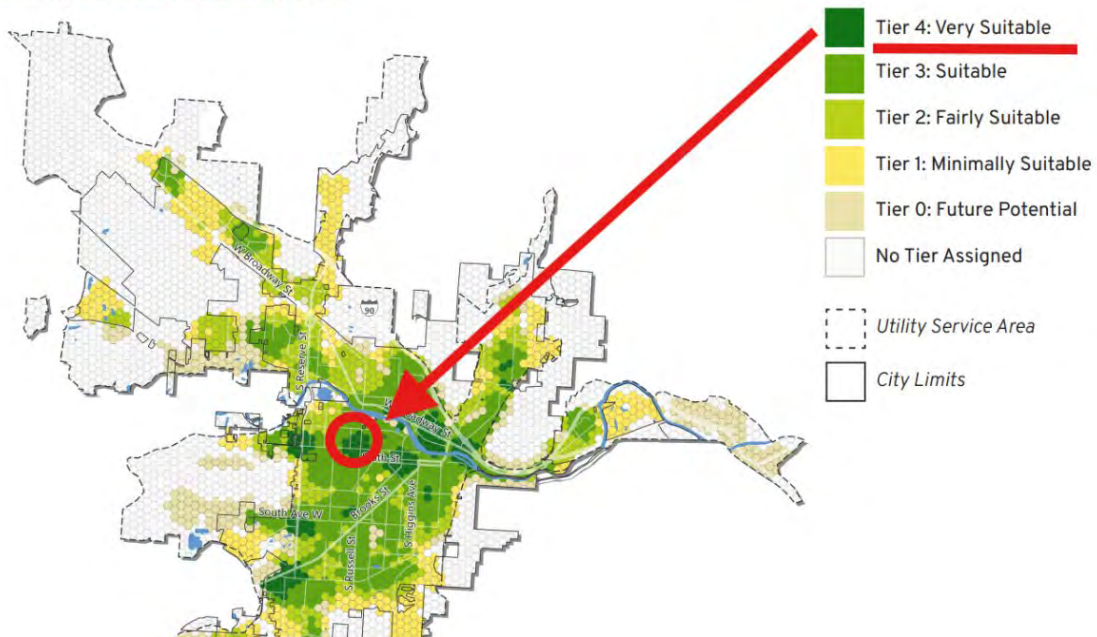 Tier 4: Very Suitable
Tier 3: Suitable
Tier 2: Fairly Suitable
Tier 1: Minimally Suitable
Tier 0: Future Potential
No Tier Assigned
Utility Service Area
City Limits
W Broadway St
90
S Reserve St
South Ave W
Brooks St
S Higgins Ave
S Russell St